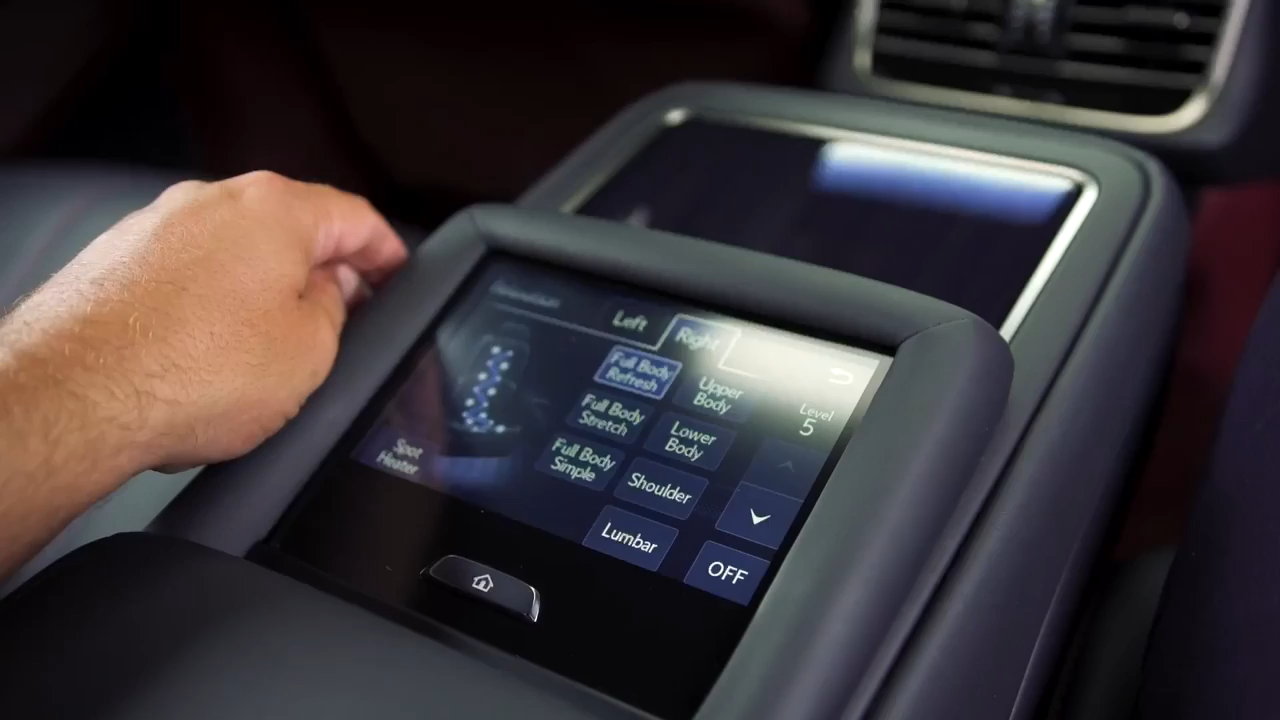 Left
Right
Full Body
Refresh
Upper
Body
Level
5
Full Body
Stretch
Lower
Body
Full Body
Simple
Shoulder
Spot
Heater
Lumbar
OFF